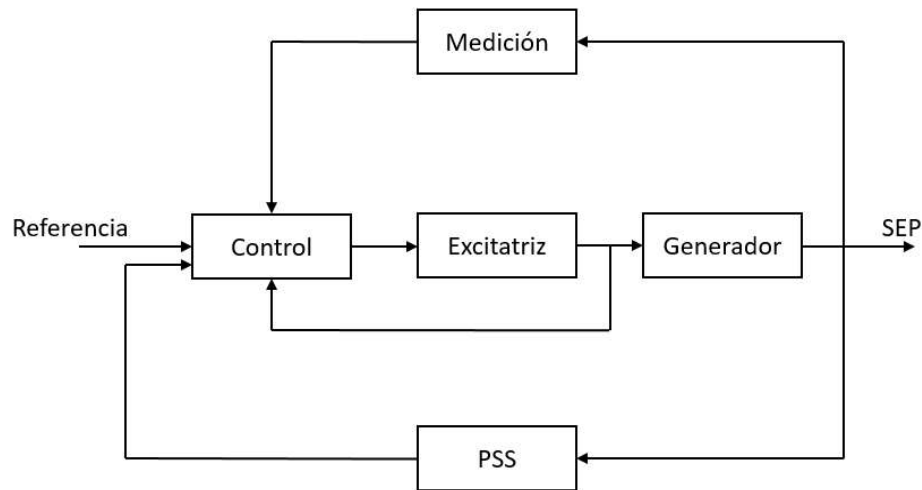 Medición
Referencia
Control
Excitatriz
Generador
SEP
PSS